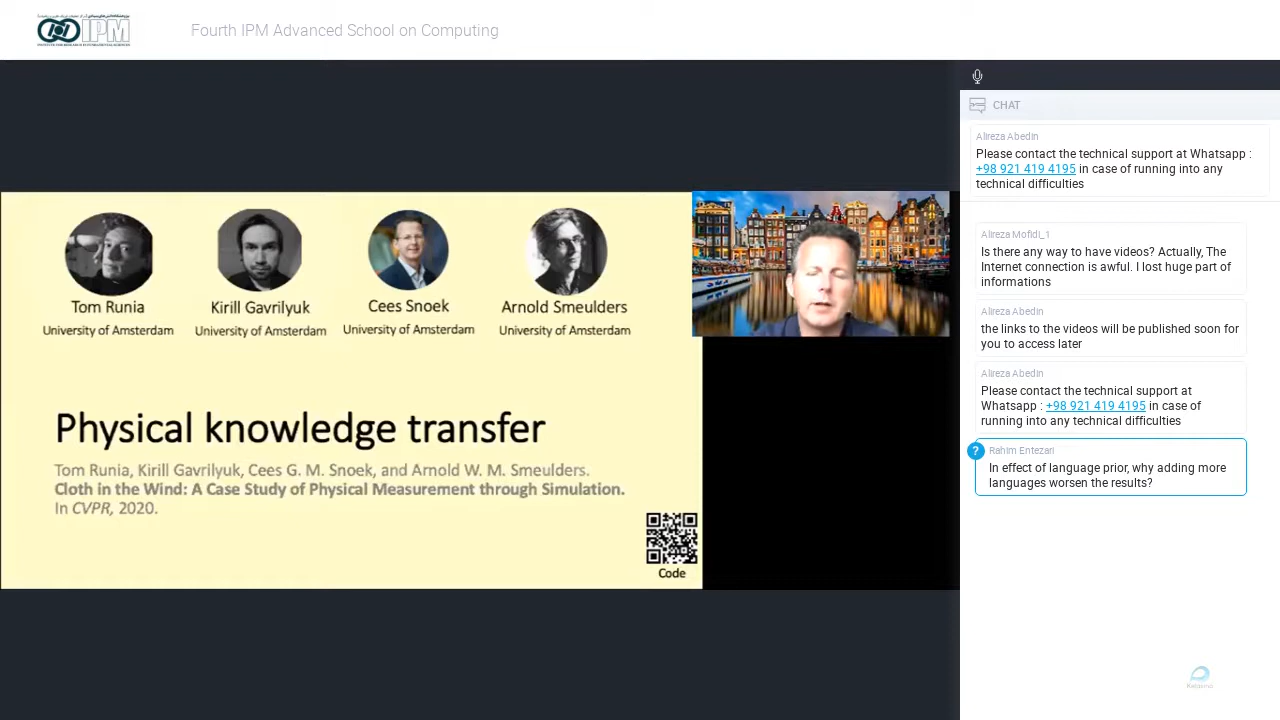 IPM
Fourth IPM Advanced School on Computing
CHAT
Alireza Abedin
Please contact the technical support at Whatsapp :
+98 921 419 4195 in case of running into any
technical difficulties
Alireza Mofidi_1
Is there any way to have videos? Actually, The
Internet connection is awful. I lost huge part of
informations
Alireza Abedin
the links to the videos will be published soon for
you to access later
Alireza Abedin
Please contact the technical support at
Whatsapp : +98 921 419 4195 in case of
running into any technical difficulties
?
Rahim Entezari
In effect of language prior, why adding more
languages worsen the results?
Tom Runia
University of Amsterdam
Kirill Gavrilyuk
University of Amsterdam
Cees Snoek
University of Amsterdam
Arnold Smeulders
University of Amsterdam
Physical knowledge transfer
Tom Runia, Kirill Gavrilyuk, Cees G. M. Snoek, and Arnold W. M. Smeulders.
Cloth in the Wind: A Case Study of Physical Measurement through Simulation.
In CVPR, 2020.
Code